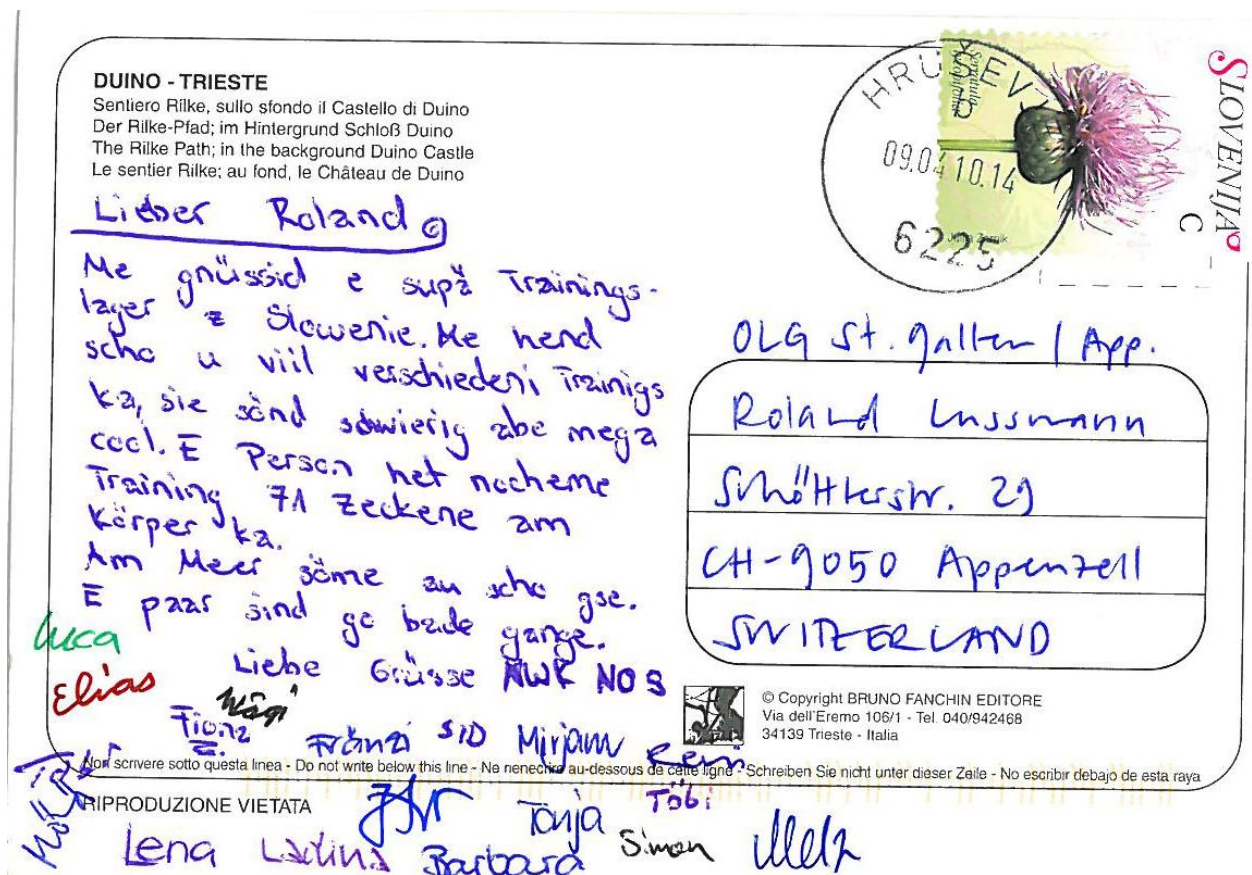 DUINO - TRIESTE
Sentiero Rilke, sullo sfondo il Castello di Duino
Der Rilke-Pfad; im Hintergrund Schloß Duino
The Rilke Path; in the background Duino Castle
Le sentier Rilke; au fond, le Château de Duino
Lieber Roland
Me gnüssid e supä Trainings-
lager z Slowenie. Me hend
scho u viil verschiedeni Trainigs
ka, sie sönd schwierig abe mega
cool. E Person het nocheme
Training 71 Zeckene am
Körper ka.
Am Meer söme au scho gse.
E paar sind go bade gange.
Liebe Grüsse NWK NOS
Luca
Elias
Fiona
Fränzi SID Mirjam
Töbi
Tanja
Lena Ladina Barbara Simon
SLOVENIJA
C
09.04 10.14
6225
OLG St. Gallen / App.
Roland Lussmann
Schöttlerstr. 29
CH-9050 Appenzell
SWITZERLAND
© Copyright BRUNO FANCHIN EDITORE
Via dell'Eremo 106/1 - Tel. 040/942468
34139 Trieste - Italia
Non scrivere sotto questa linea - Do not write below this line - Ne nenecrire au-dessous de cette ligne - Schreiben Sie nicht unter dieser Zeile - No escribir debajo de esta raya
RIPRODUZIONE VIETATA